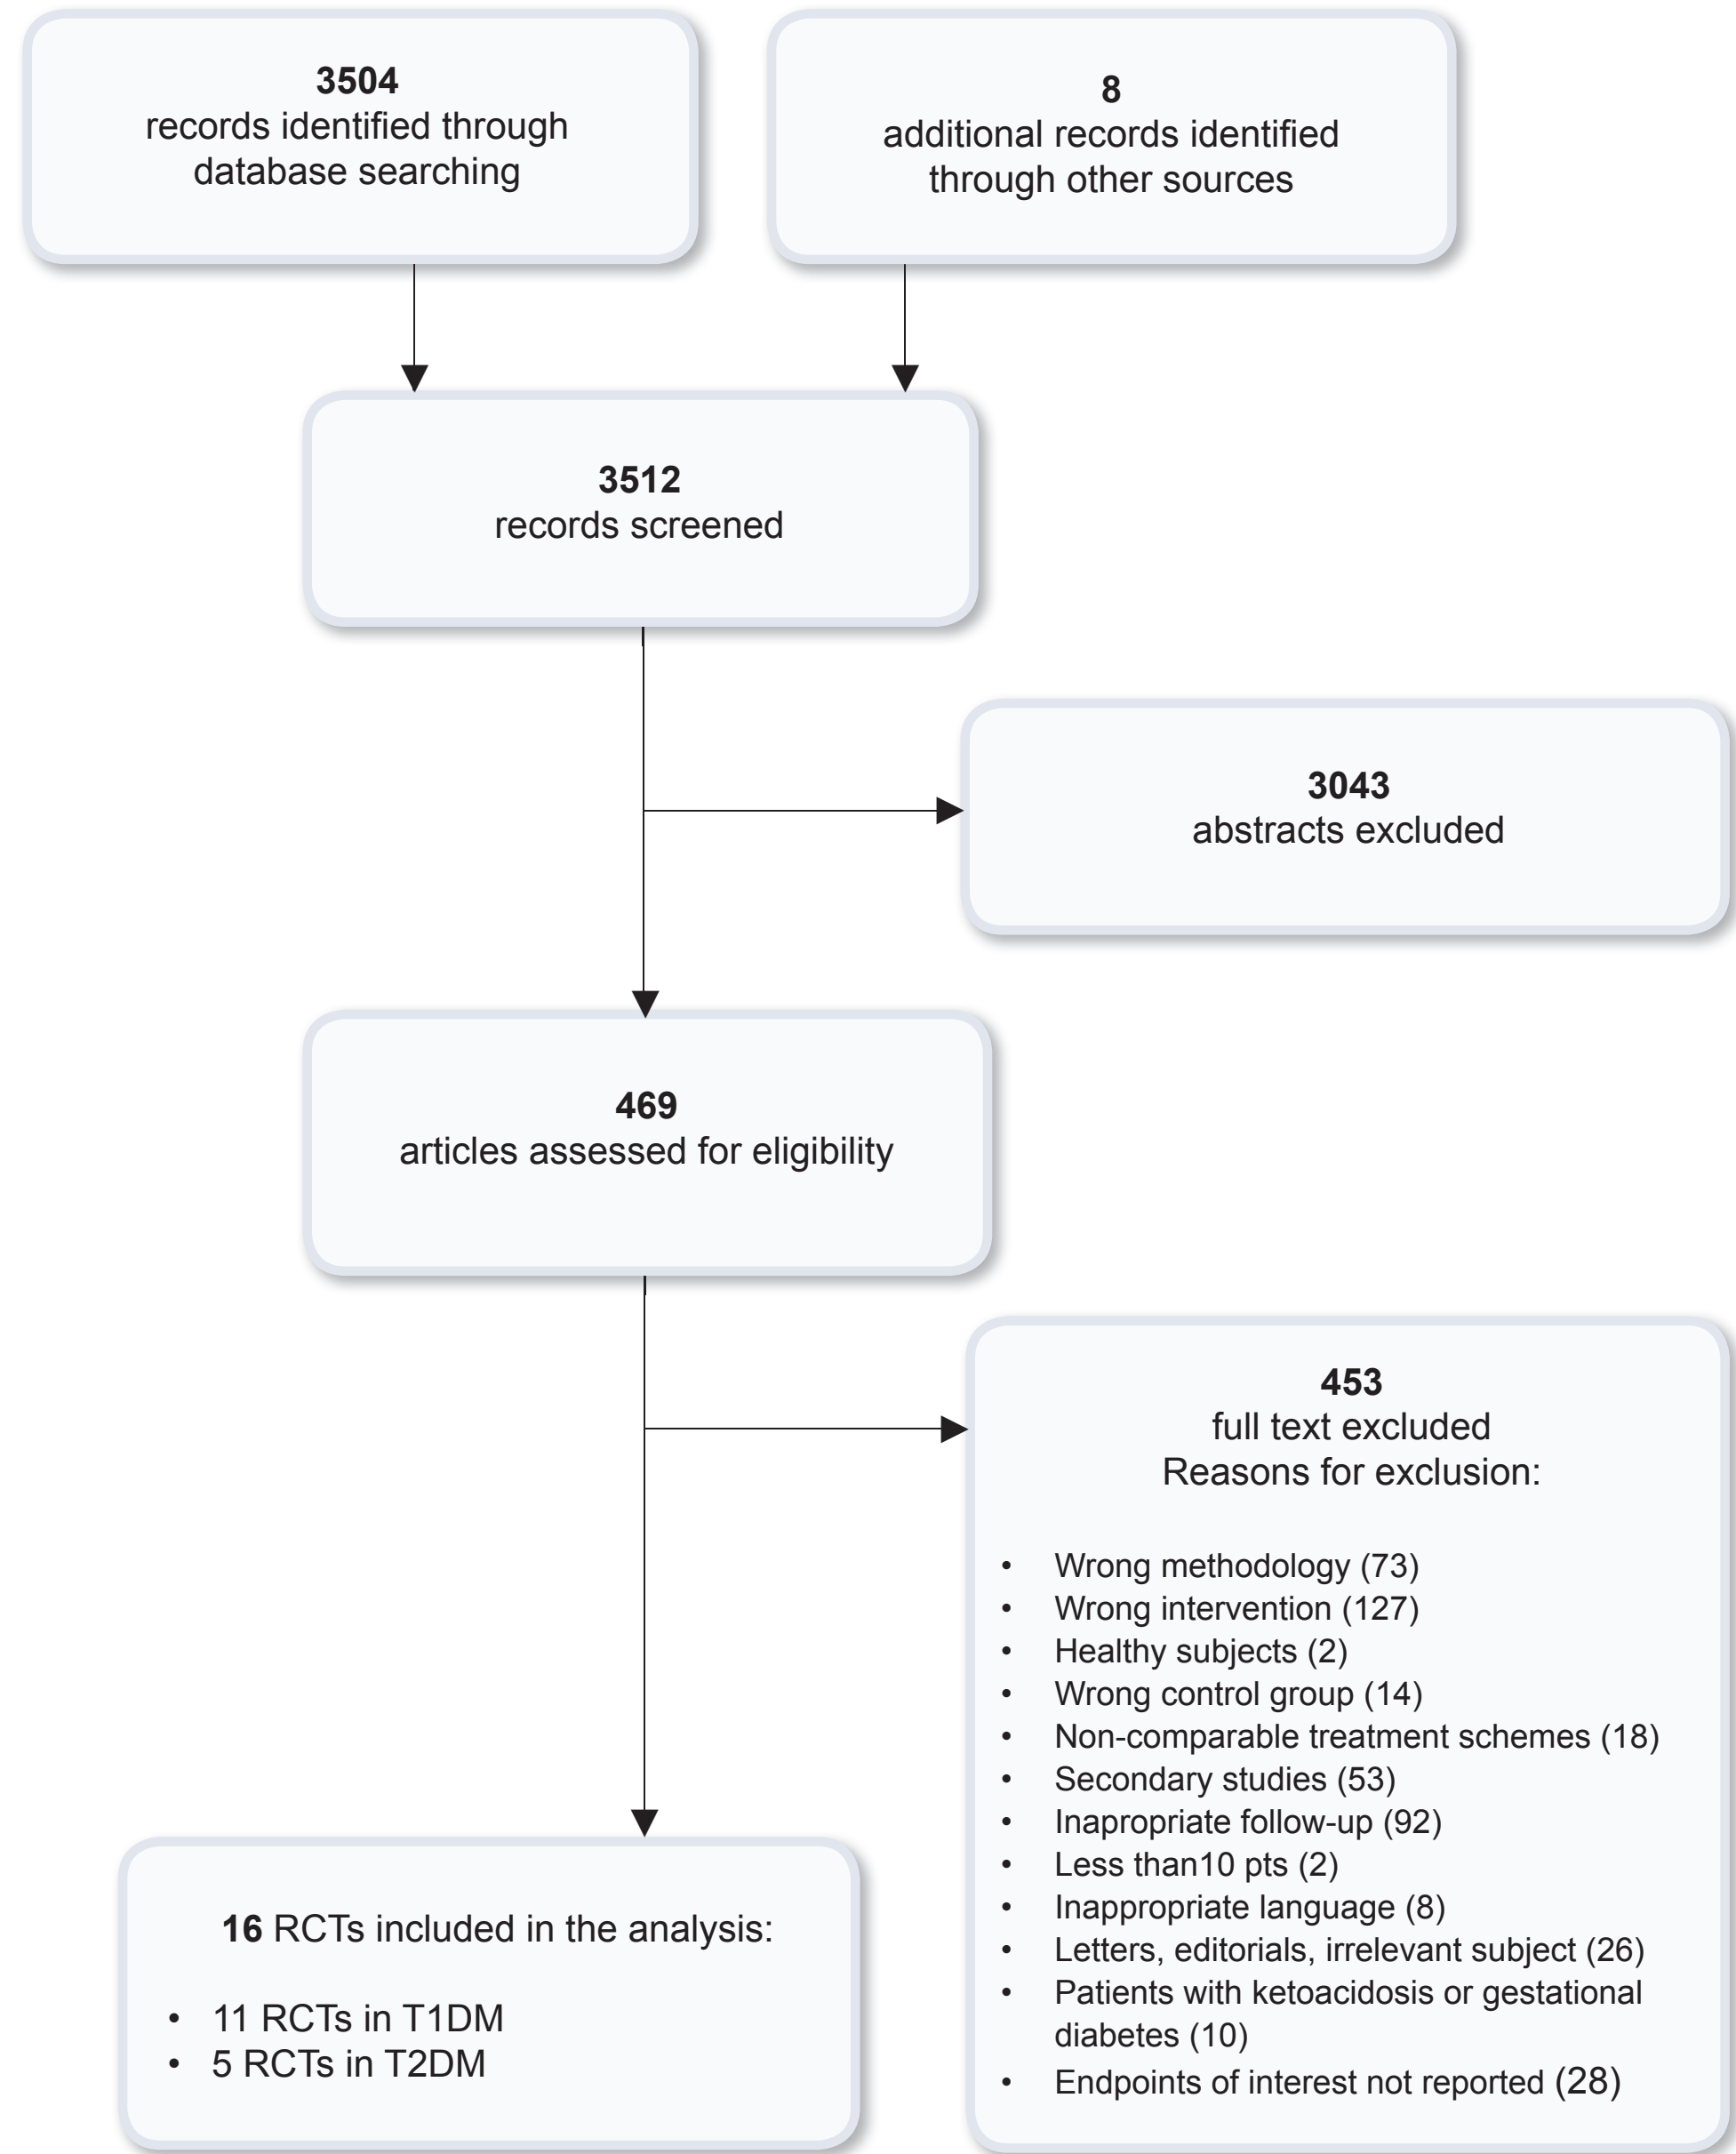 3504
records identified through
database searching
8
additional records identified
through other sources
3512
records screened
3043
abstracts excluded
469
articles assessed for eligibility
453
full text excluded
Reasons for exclusion:
• Wrong methodology (73)
• Wrong intervention (127)
• Healthy subjects (2)
• Wrong control group (14)
• Non-comparable treatment schemes (18)
• Secondary studies (53)
• Inapropriate follow-up (92)
• Less than10 pts (2)
• Inappropriate language (8)
• Letters, editorials, irrelevant subject (26)
• Patients with ketoacidosis or gestational
diabetes (10)
• Endpoints of interest not reported (28)
16 RCTs included in the analysis:
• 11 RCTs in T1DM
• 5 RCTs in T2DM